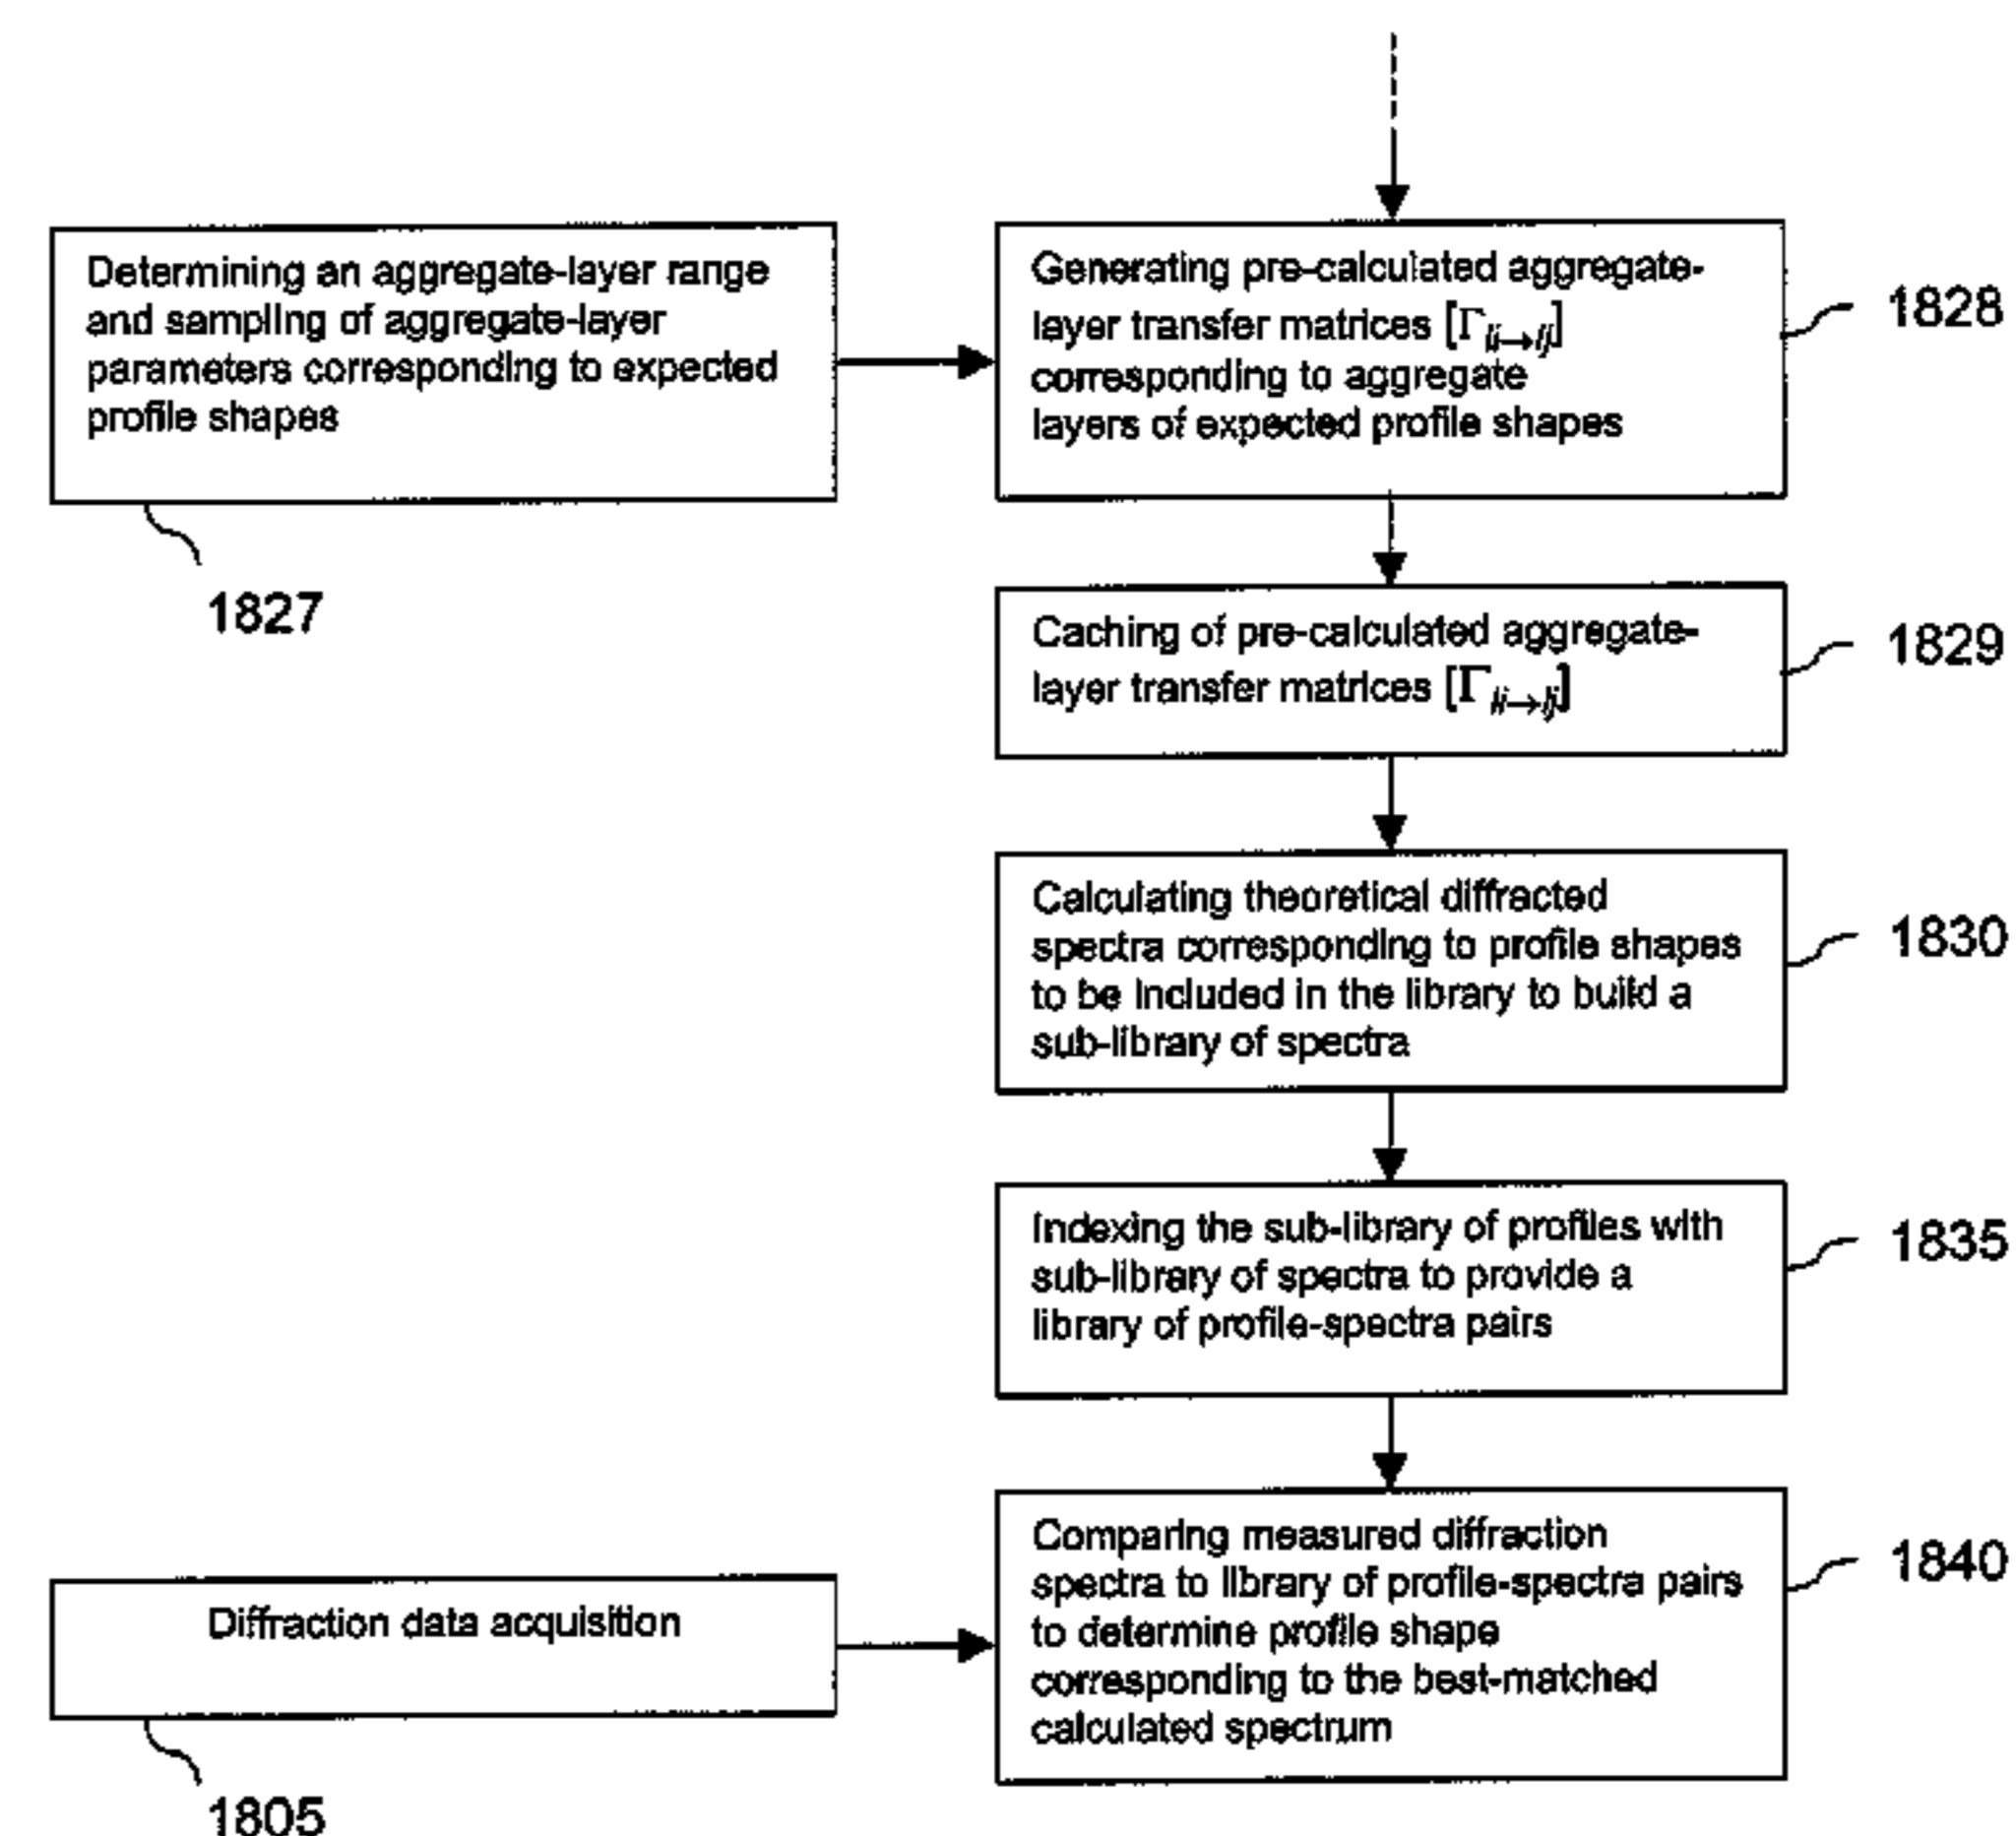 Determining an aggregate-layer range
and sampling of aggregate-layer
parameters corresponding to expected
profile shapes
1827
Generating pre-calculated aggregate-
layer transfer matrices [Γli→lj]
corresponding to aggregate
layers of expected profile shapes
1828
Caching of pre-calculated aggregate-
layer transfer matrices [Γli→lj]
1829
Calculating theoretical diffracted
spectra corresponding to profile shapes
to be included in the library to build a
sub-library of spectra
1830
Indexing the sub-library of profiles with
sub-library of spectra to provide a
library of profile-spectra pairs
1835
Diffraction data acquisition
1805
Comparing measured diffraction
spectra to library of profile-spectra pairs
to determine profile shape
corresponding to the best-matched
calculated spectrum
1840